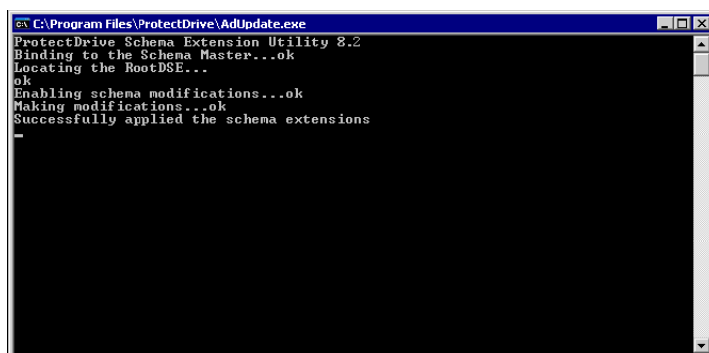 C:\Program Files\ProtectDrive\AdUpdate.exe
ProtectDrive Schema Extension Utility 8.2
Binding to the Schema Master...ok
Locating the RootDSE...
ok
Enabling schema modifications...ok
Making modifications...ok
Successfully applied the schema extensions